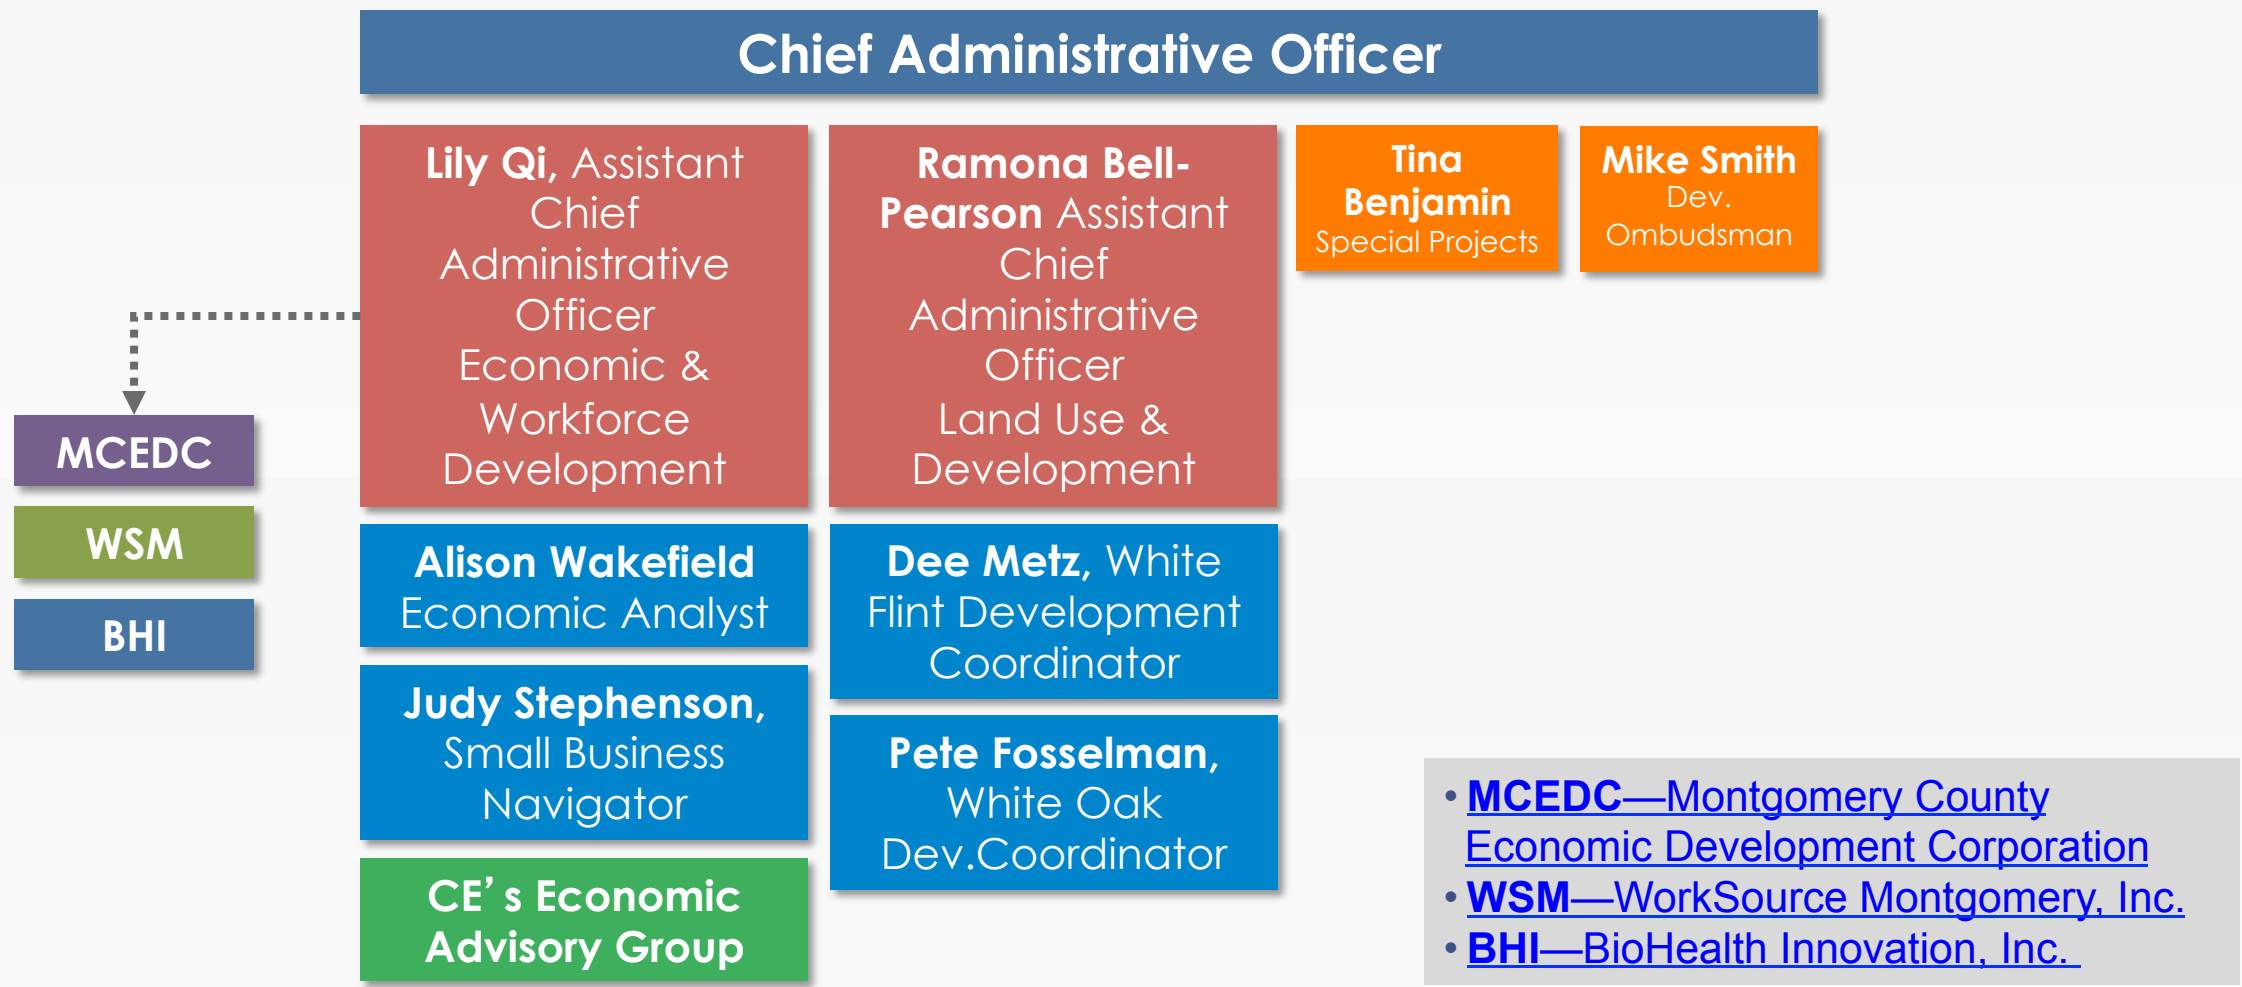 Chief Administrative Officer
Lily Qi, Assistant
Chief
Administrative
Officer
Economic &
Workforce
Development
Ramona Bell-
Pearson Assistant
Chief
Administrative
Officer
Land Use &
Development
Tina
Benjamin
Special Projects
Mike Smith
Dev.
Ombudsman
MCEDC
WSM
BHI
Alison Wakefield
Economic Analyst
Judy Stephenson,
Small Business
Navigator
CE’s Economic
Advisory Group
Dee Metz, White
Flint Development
Coordinator
Pete Fosselman,
White Oak
Dev.Coordinator
• MCEDC—Montgomery County
Economic Development Corporation
• WSM—WorkSource Montgomery, Inc.
• BHI—BioHealth Innovation, Inc.